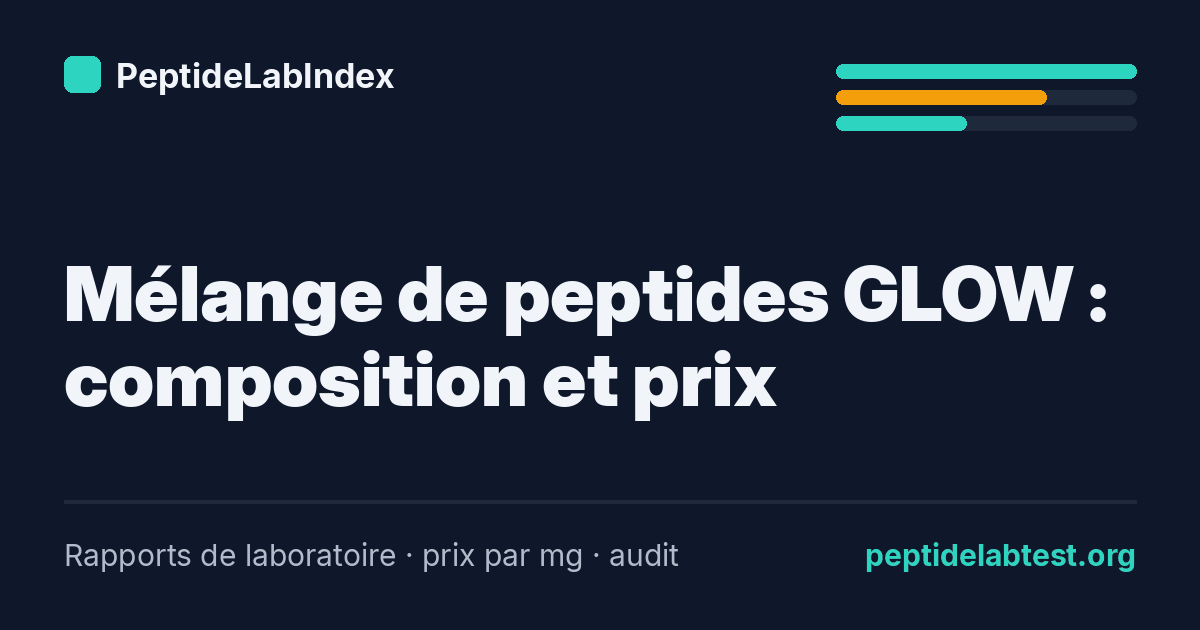 PeptideLabIndex
Mélange de peptides GLOW :
composition et prix
Rapports de laboratoire · prix par mg · audit
peptidelabtest.org